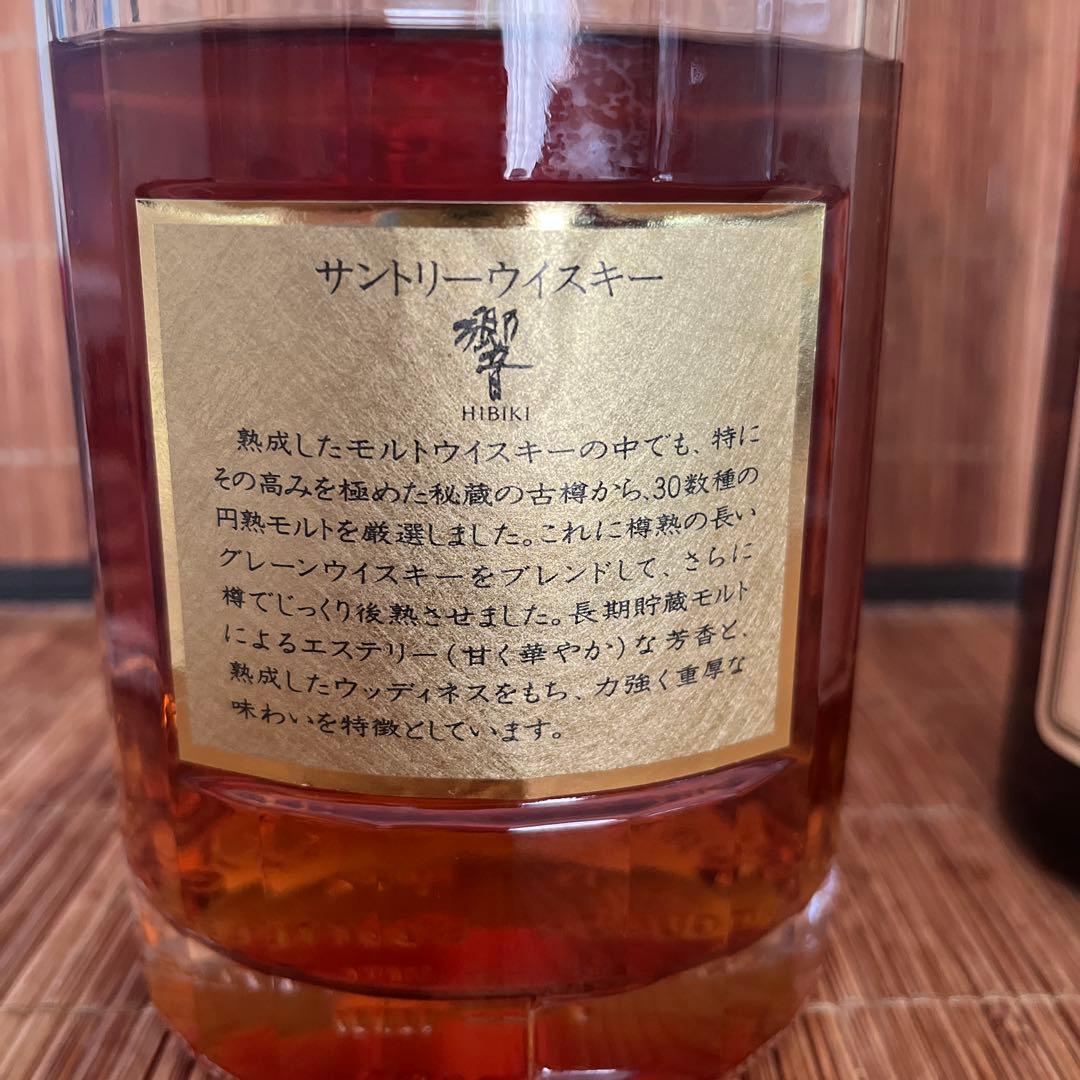 サントリーウイスキー
響
HIBIKI
熟成したモルトウイスキーの中でも、特に
その高みを極めた秘蔵の古樽から、30数種の
円熟モルトを厳選しました。これに樽熟の長い
グレーンウイスキーをブレンドして、さらに
樽でじっくり後熟させました。長期貯蔵モルト
によるエステリー(甘く華やか)な芳香と、
熟成したウッディネスをもち、力強く重厚な
味わいを特徴としています。